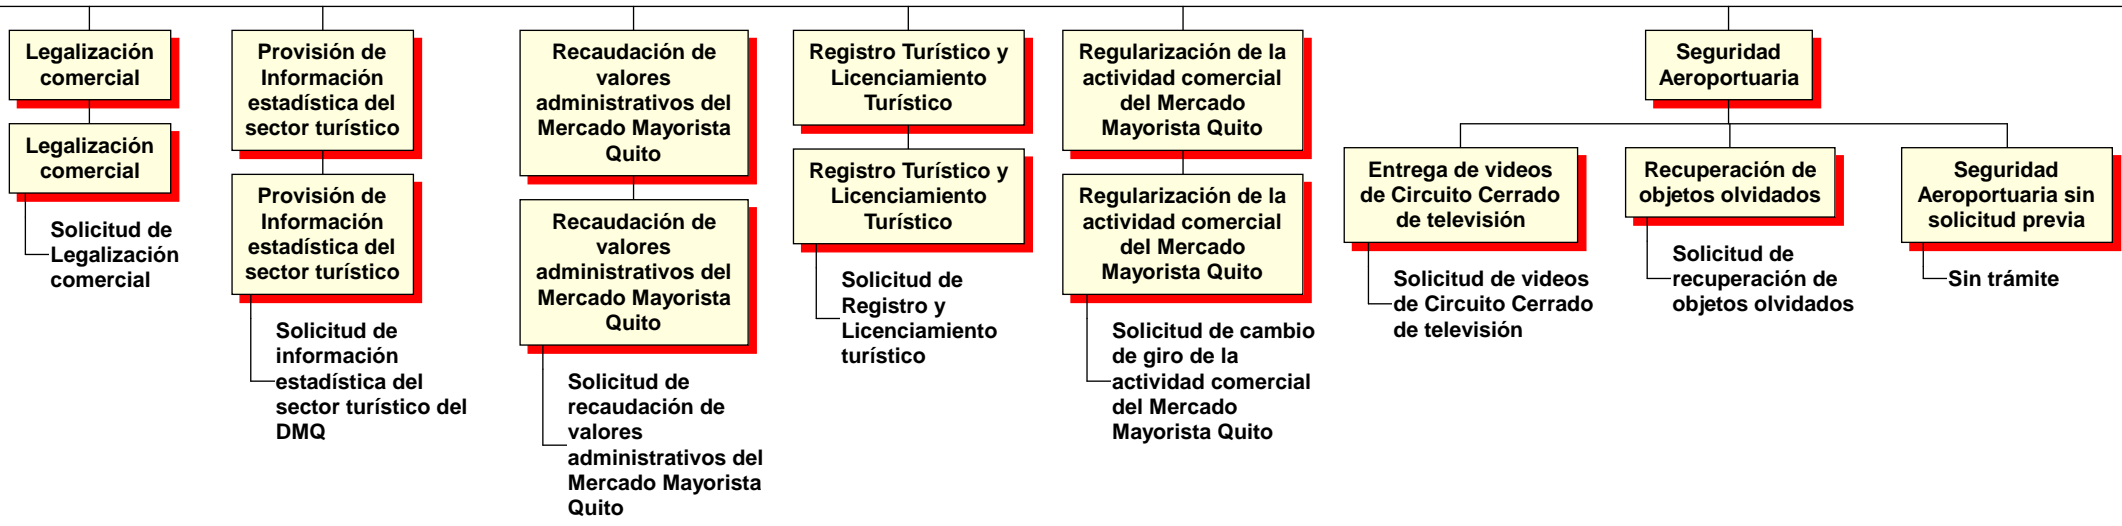 Legalización
comercial
Legalización
comercial
Solicitud de
Legalización
comercial
Provisión de
Información
estadística del
sector turístico
Provisión de
Información
estadística del
sector turístico
Solicitud de
información
estadística del
sector turístico del
DMQ
Recaudación de
valores
administrativos del
Mercado Mayorista
Quito
Recaudación de
valores
administrativos del
Mercado Mayorista
Quito
Solicitud de
recaudación de
valores
administrativos del
Mercado Mayorista
Quito
Registro Turístico y
Licenciamiento
Turístico
Registro Turístico y
Licenciamiento
Turístico
Solicitud de
Registro y
Licenciamiento
turístico
Regularización de la
actividad comercial
del Mercado
Mayorista Quito
Regularización de la
actividad comercial
del Mercado
Mayorista Quito
Solicitud de cambio
de giro de la
actividad comercial
del Mercado
Mayorista Quito
Seguridad
Aeroportuaria
Entrega de videos
de Circuito Cerrado
de televisión
Solicitud de videos
de Circuito Cerrado
de televisión
Recuperación de
objetos olvidados
Solicitud de
recuperación de
objetos olvidados
Seguridad
Aeroportuaria sin
solicitud previa
Sin trámite